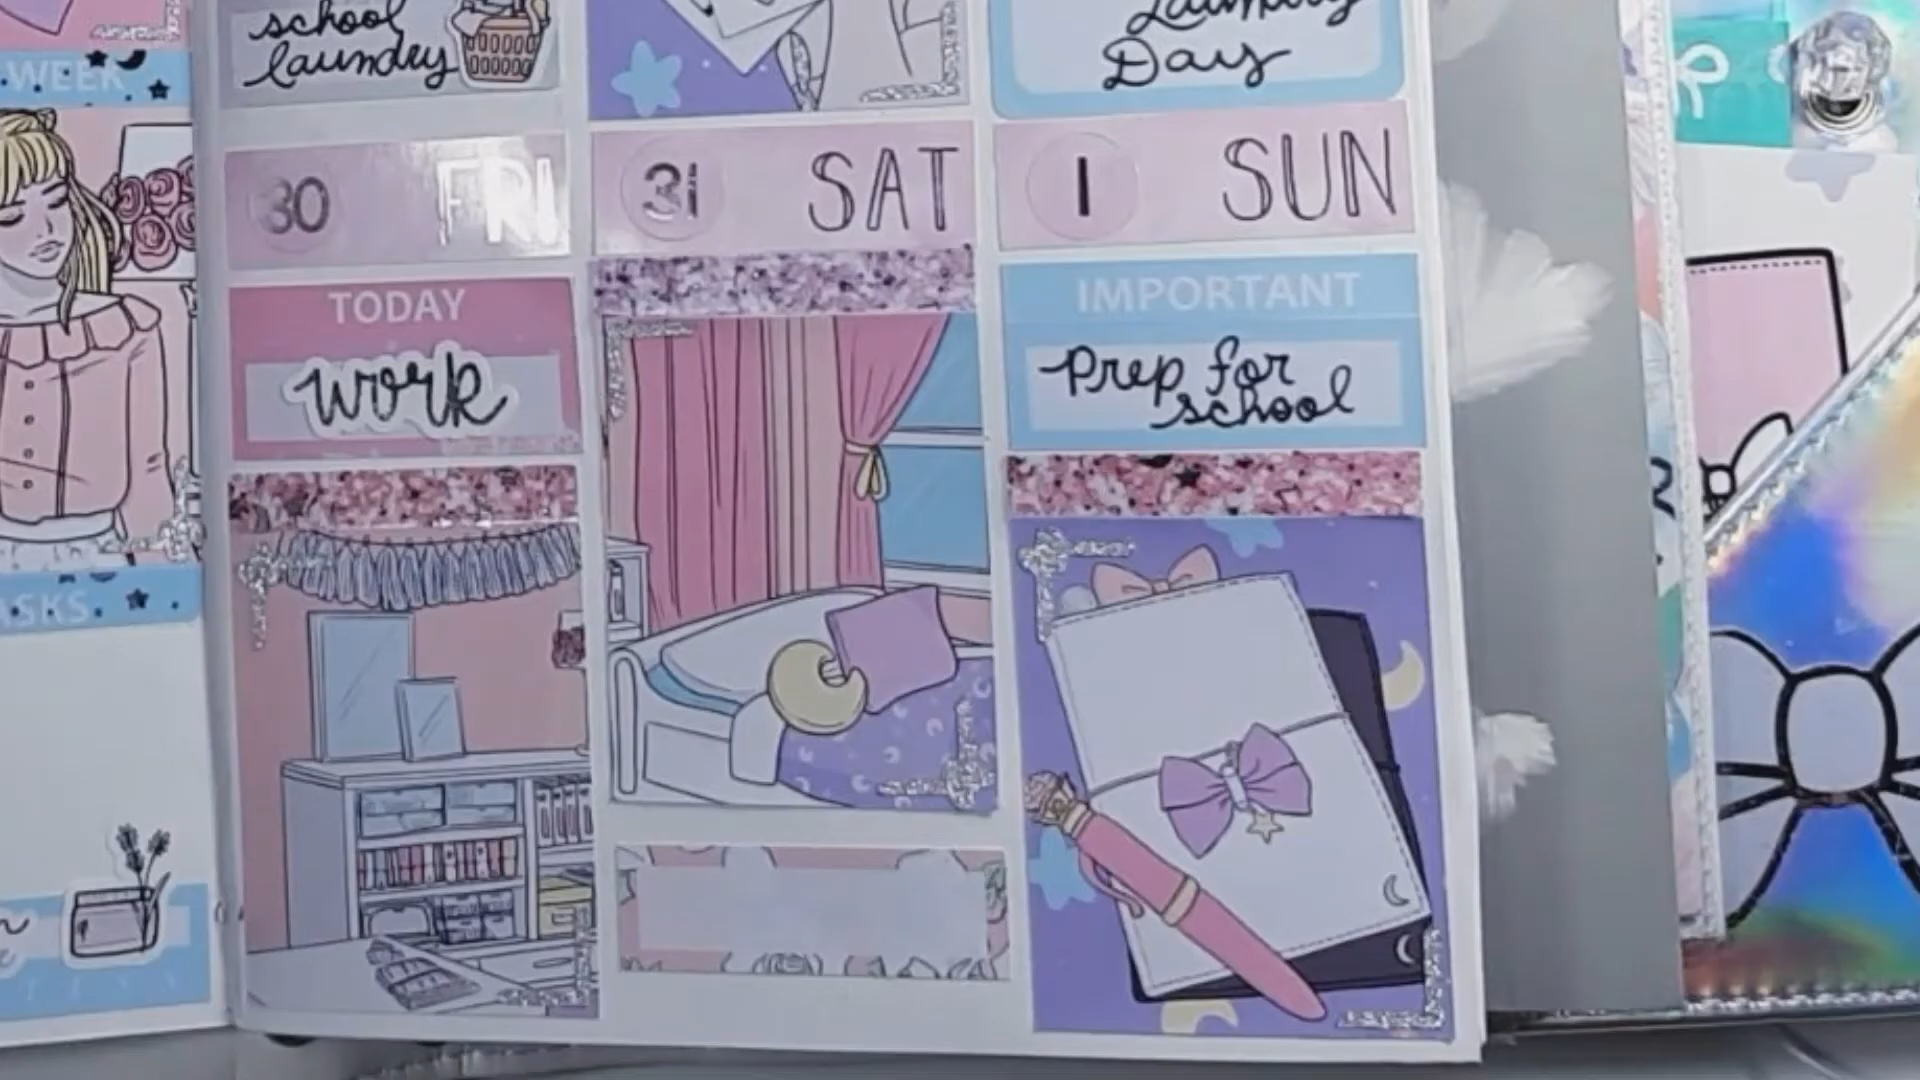 school
laundry
Laundry
Day
WEEK
30 FRI
31 SAT
1 SUN
TODAY
work
IMPORTANT
Prep for
school
ASKS